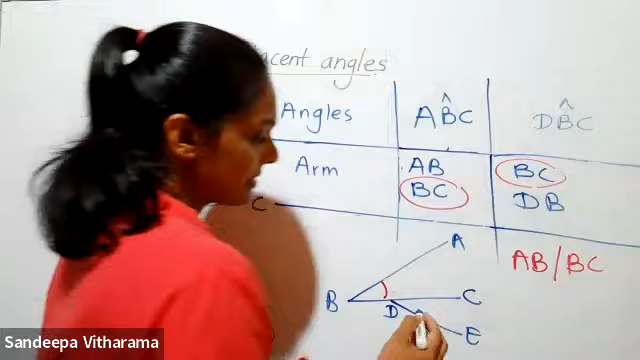 acent angles
Angles AB̂C DB̂C
Arm AB BC
BC DB
C
AB/BC
A
B C
D
E
Sandeepa Vitharama